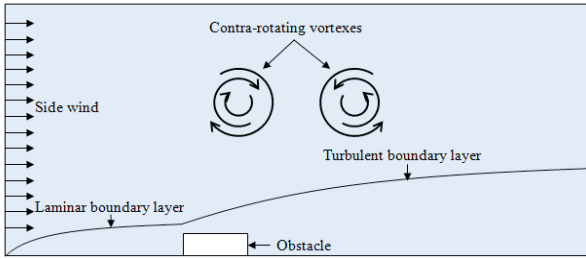 Contra-rotating vortexes
Side wind
Turbulent boundary layer
Laminar boundary layer
Obstacle